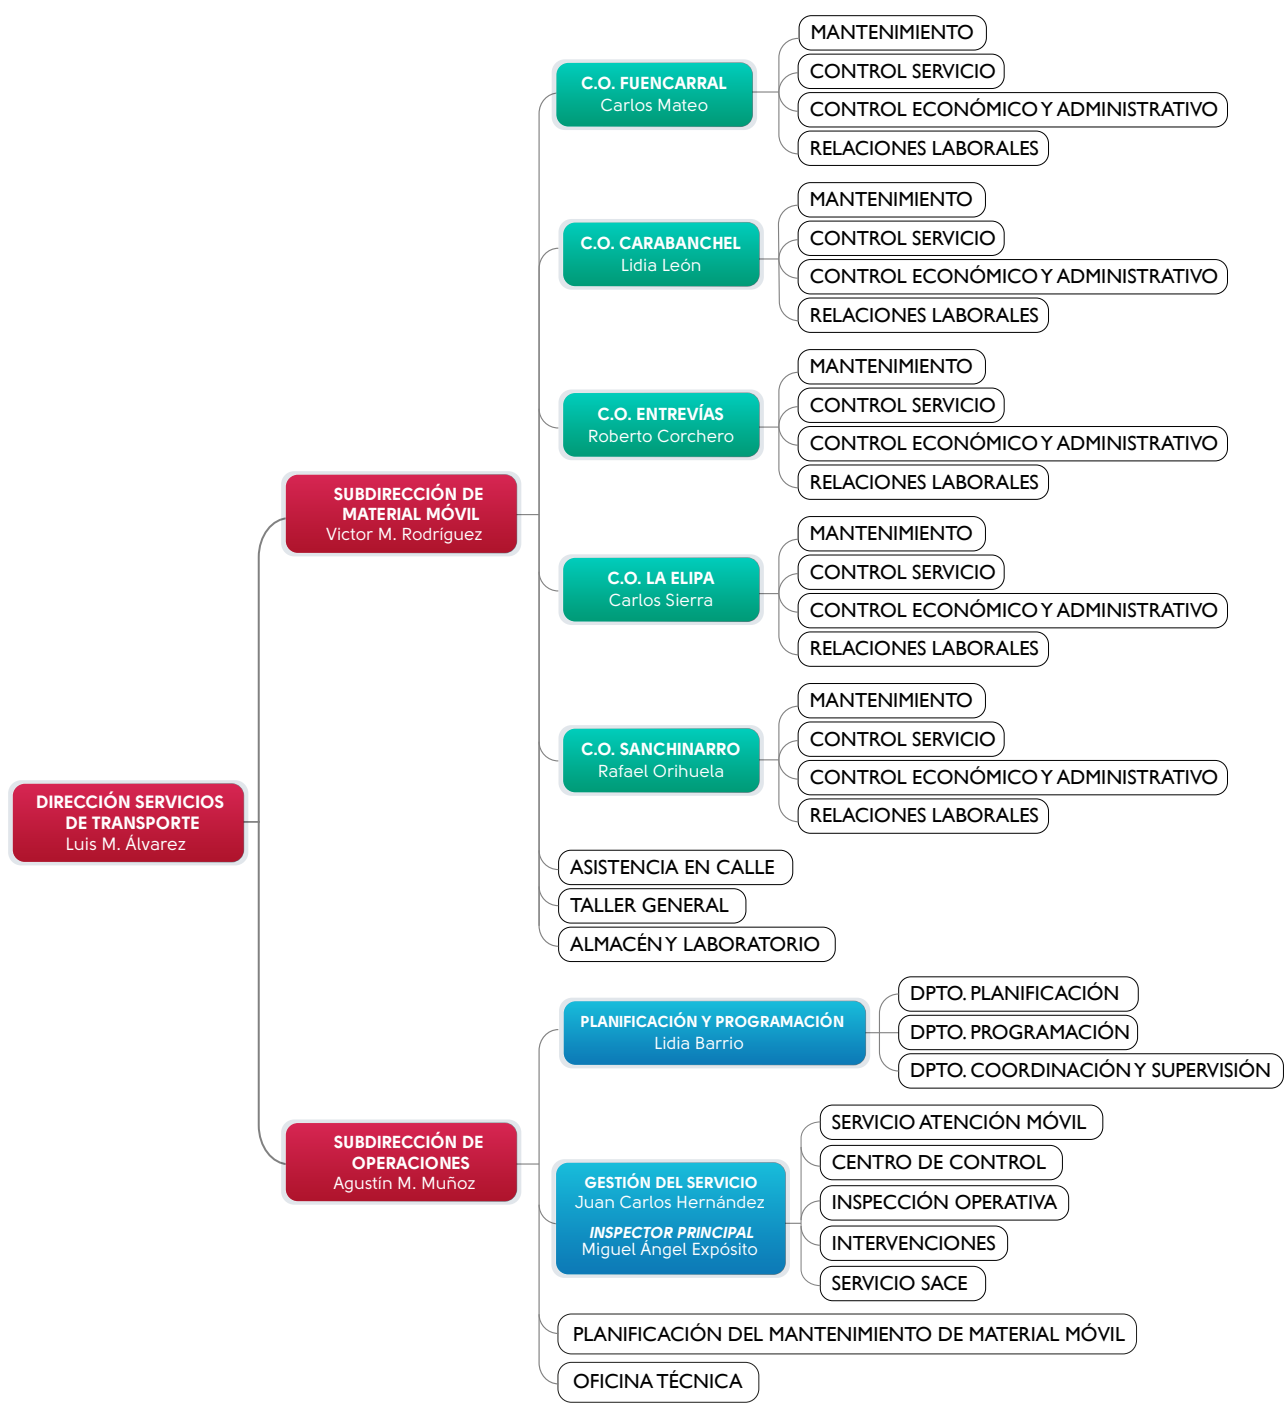 DIRECCIÓN SERVICIOS
DE TRANSPORTE
Luis M. Álvarez
SUBDIRECCIÓN DE
MATERIAL MÓVIL
Victor M. Rodríguez
C.O. FUENCARRAL
Carlos Mateo
MANTENIMIENTO
CONTROL SERVICIO
CONTROL ECONÓMICO Y ADMINISTRATIVO
RELACIONES LABORALES
C.O. CARABANCHEL
Lidia León
MANTENIMIENTO
CONTROL SERVICIO
CONTROL ECONÓMICO Y ADMINISTRATIVO
RELACIONES LABORALES
C.O. ENTREVÍAS
Roberto Corchero
MANTENIMIENTO
CONTROL SERVICIO
CONTROL ECONÓMICO Y ADMINISTRATIVO
RELACIONES LABORALES
C.O. LA ELIPA
Carlos Sierra
MANTENIMIENTO
CONTROL SERVICIO
CONTROL ECONÓMICO Y ADMINISTRATIVO
RELACIONES LABORALES
C.O. SANCHINARRO
Rafael Orihuela
MANTENIMIENTO
CONTROL SERVICIO
CONTROL ECONÓMICO Y ADMINISTRATIVO
RELACIONES LABORALES
ASISTENCIA EN CALLE
TALLER GENERAL
ALMACÉN Y LABORATORIO
SUBDIRECCIÓN DE
OPERACIONES
Agustín M. Muñoz
PLANIFICACIÓN Y PROGRAMACIÓN
Lidia Barrio
DPTO. PLANIFICACIÓN
DPTO. PROGRAMACIÓN
DPTO. COORDINACIÓN Y SUPERVISIÓN
GESTIÓN DEL SERVICIO
Juan Carlos Hernández
INSPECTOR PRINCIPAL
Miguel Ángel Expósito
SERVICIO ATENCIÓN MÓVIL
CENTRO DE CONTROL
INSPECCIÓN OPERATIVA
INTERVENCIONES
SERVICIO SACE
PLANIFICACIÓN DEL MANTENIMIENTO DE MATERIAL MÓVIL
OFICINA TÉCNICA